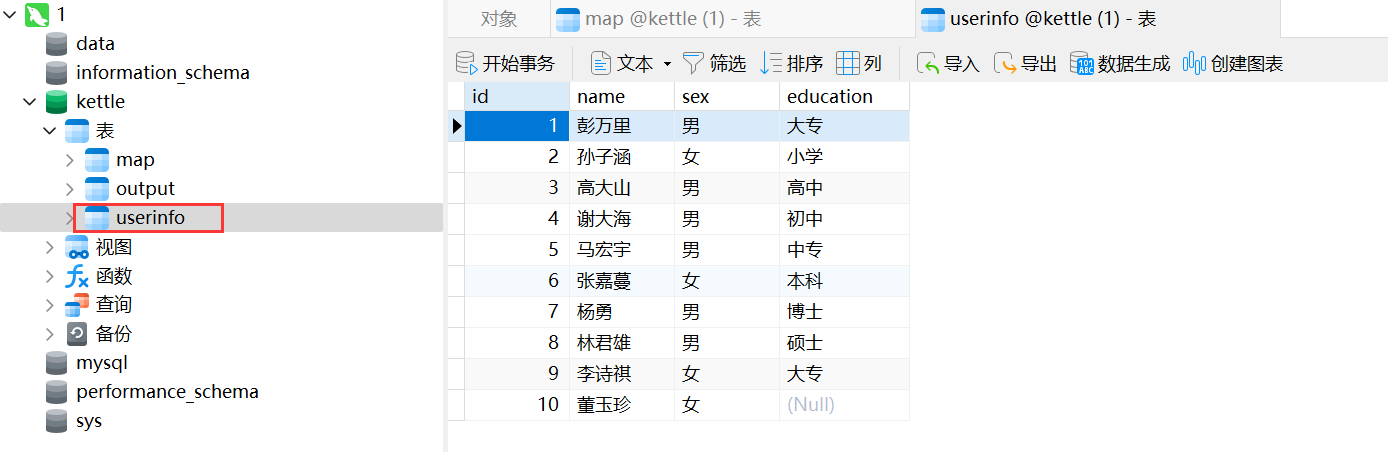 1
data
information_schema
kettle
表
map
output
userinfo
视图
函数
查询
备份
mysql
performance_schema
sys
对象 map @kettle (1) - 表 userinfo @kettle (1) - 表
开始事务 文本 筛选 排序 列 导入 导出 数据生成 创建图表
id name sex education
1 彭万里 男 大专
2 孙子涵 女 小学
3 高大山 男 高中
4 谢大海 男 初中
5 马宏宇 男 中专
6 张嘉蔓 女 本科
7 杨勇 男 博士
8 林君雄 男 硕士
9 李诗祺 女 大专
10 董玉珍 女 (Null)